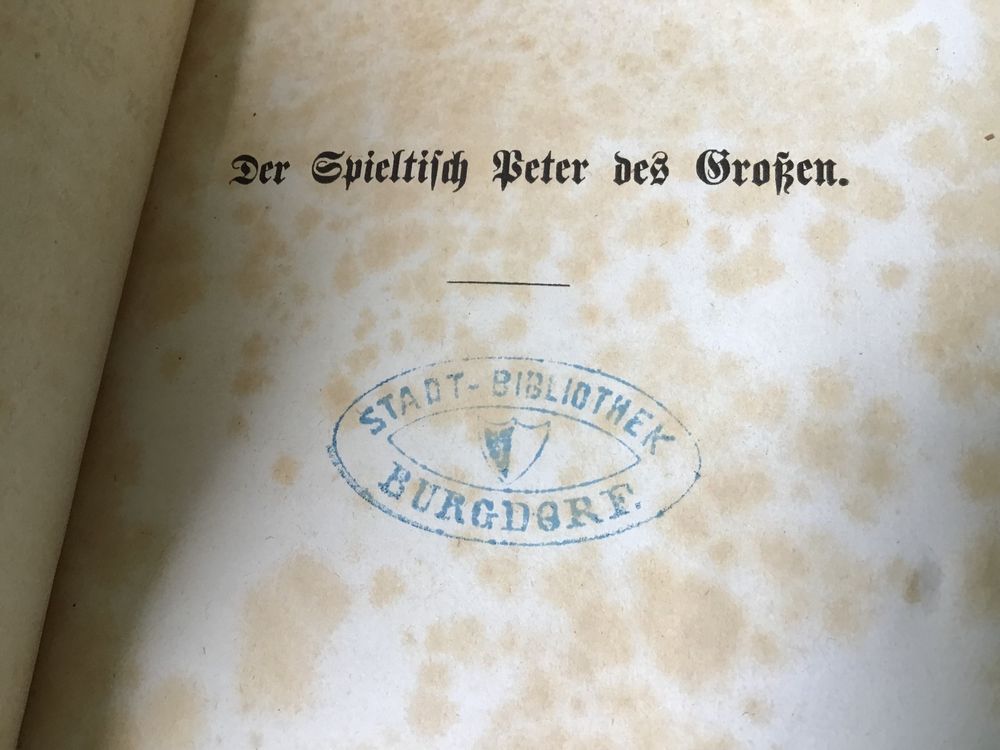 Der Spieltiſch Peter des Großen.
STADT-BIBLIOTHEK
BURGDORF.